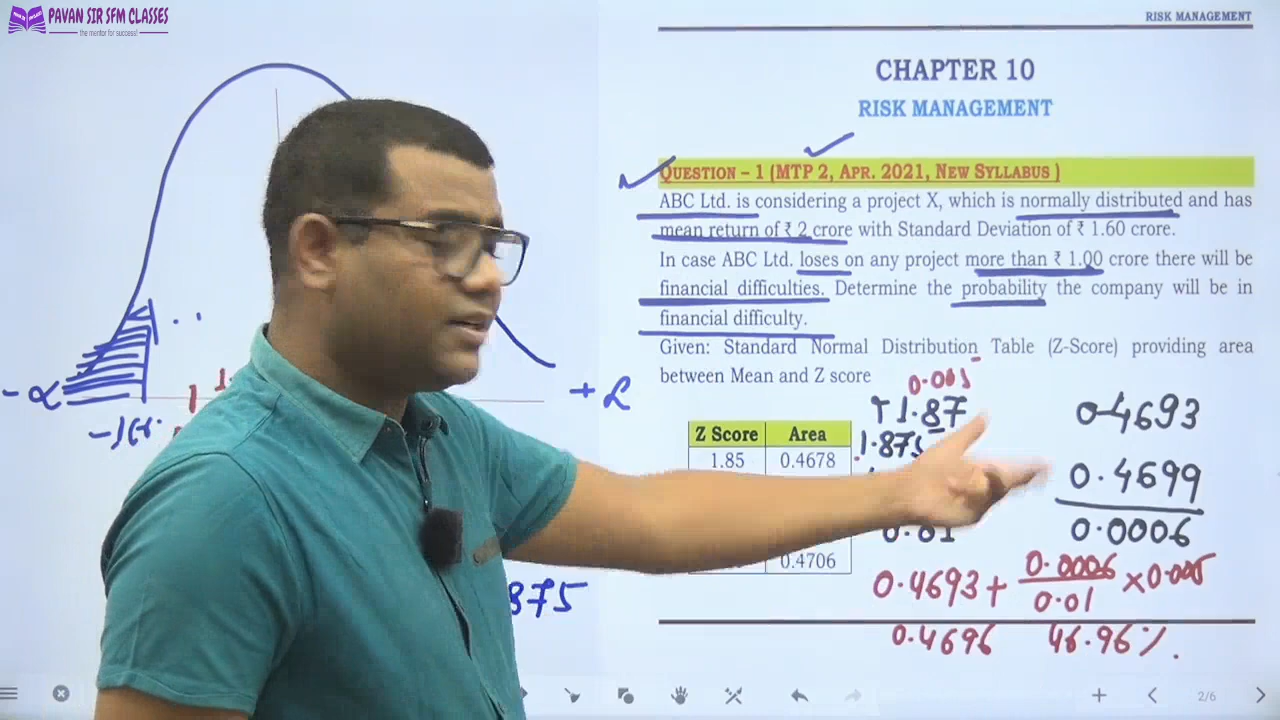 PAVAN SIR SFM CLASSES
the mentor for success!
RISK MANAGEMENT
CHAPTER 10
RISK MANAGEMENT
QUESTION – 1 (MTP 2, APR. 2021, NEW SYLLABUS )
ABC Ltd. is considering a project X, which is normally distributed and has
mean return of ₹ 2 crore with Standard Deviation of ₹ 1.60 crore.
In case ABC Ltd. loses on any project more than ₹ 1.00 crore there will be
financial difficulties. Determine the probability the company will be in
financial difficulty.
Given: Standard Normal Distribution Table (Z-Score) providing area
between Mean and Z score
0.005
1.87 0.4693
Z Score Area
1.875
1.85 0.4678
0.4699
0.01 0.0006
0.4706
0.4693 + 0.0006 / 0.01 × 0.005
875
0.4696 46.96%.
2/6